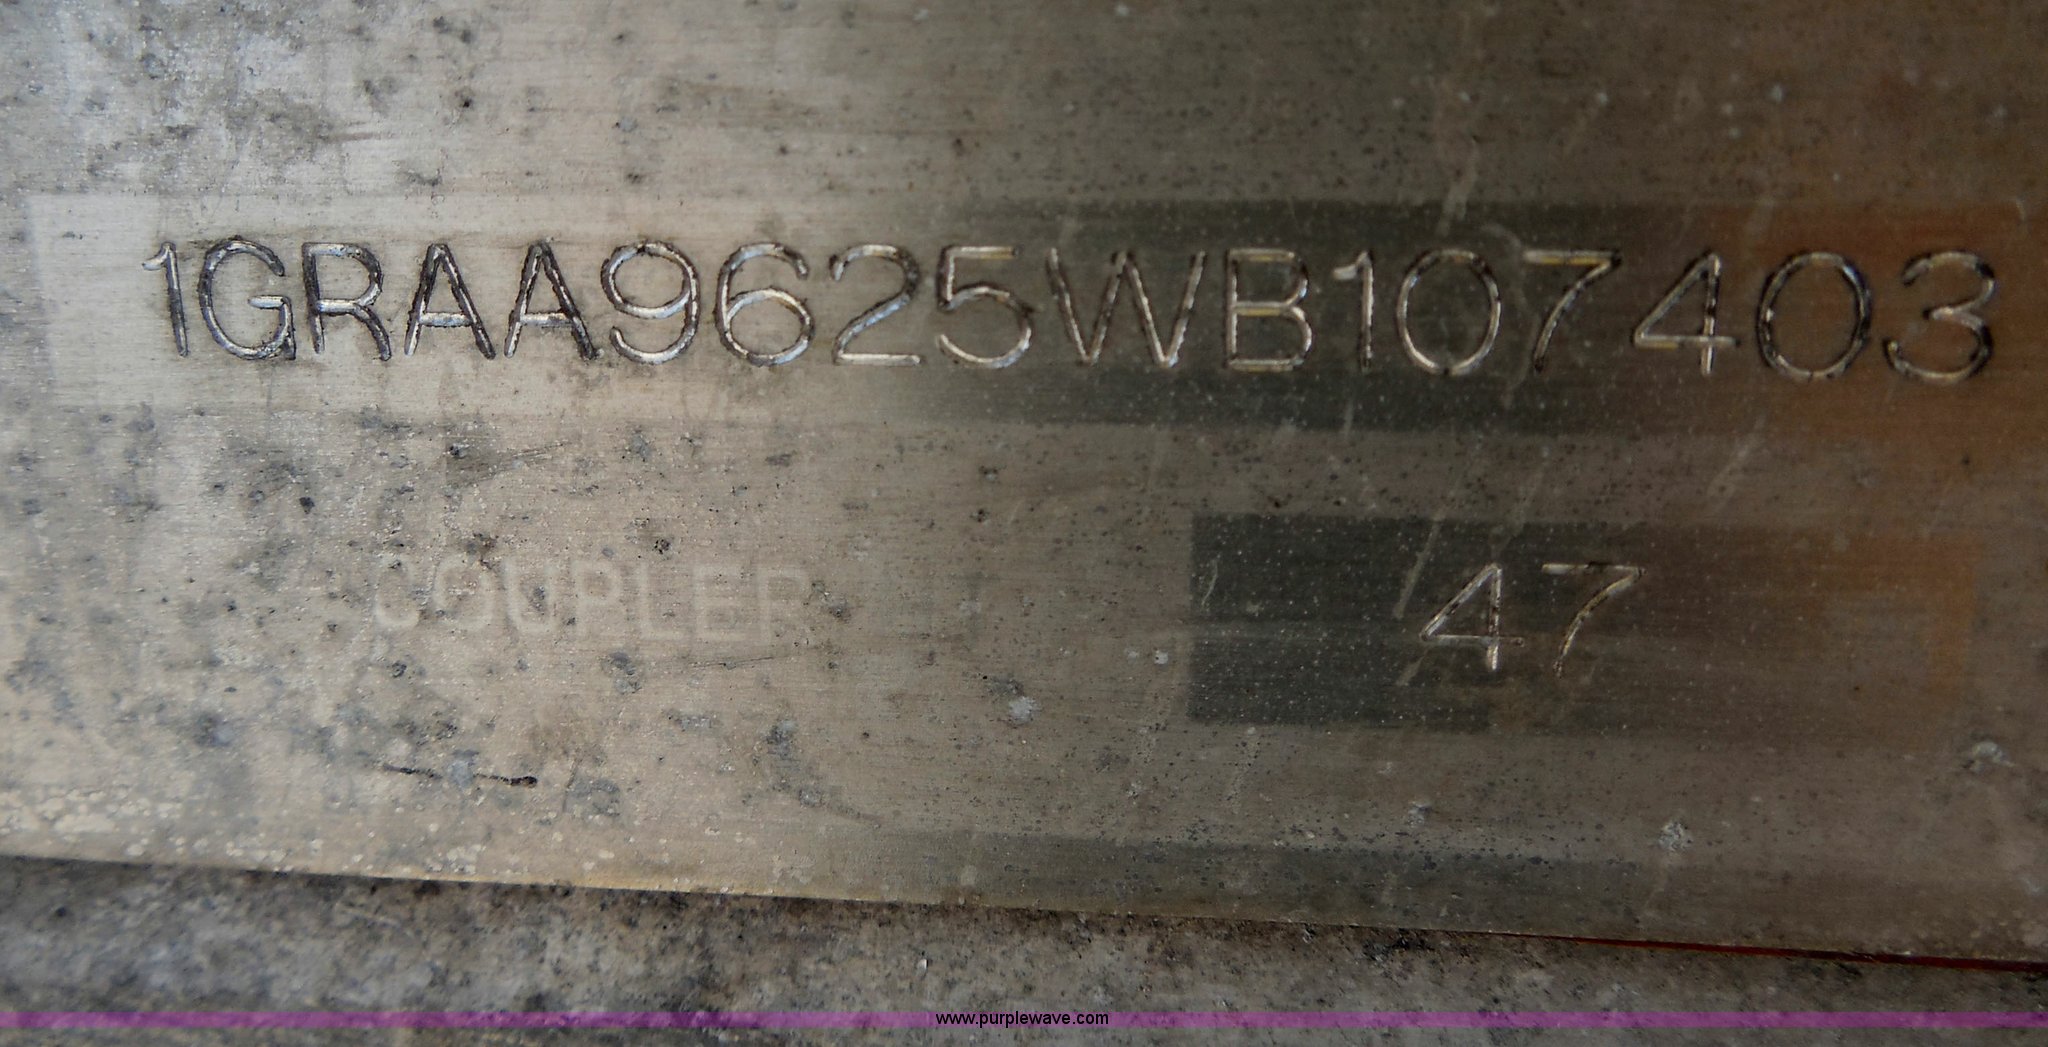 1GRAA9625WB107403
COUPLER 47
www.purplewave.com